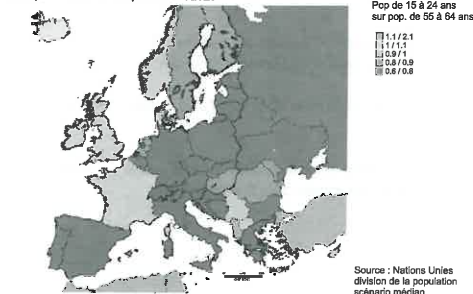 Pop de 15 à 24 ans
sur pop. de 55 à 64 ans
1.1 / 2.1
1 / 1.1
0.9 / 1
0.8 / 0.9
0.6 / 0.8
Source : Nations Unies
division de la population
scénario médian